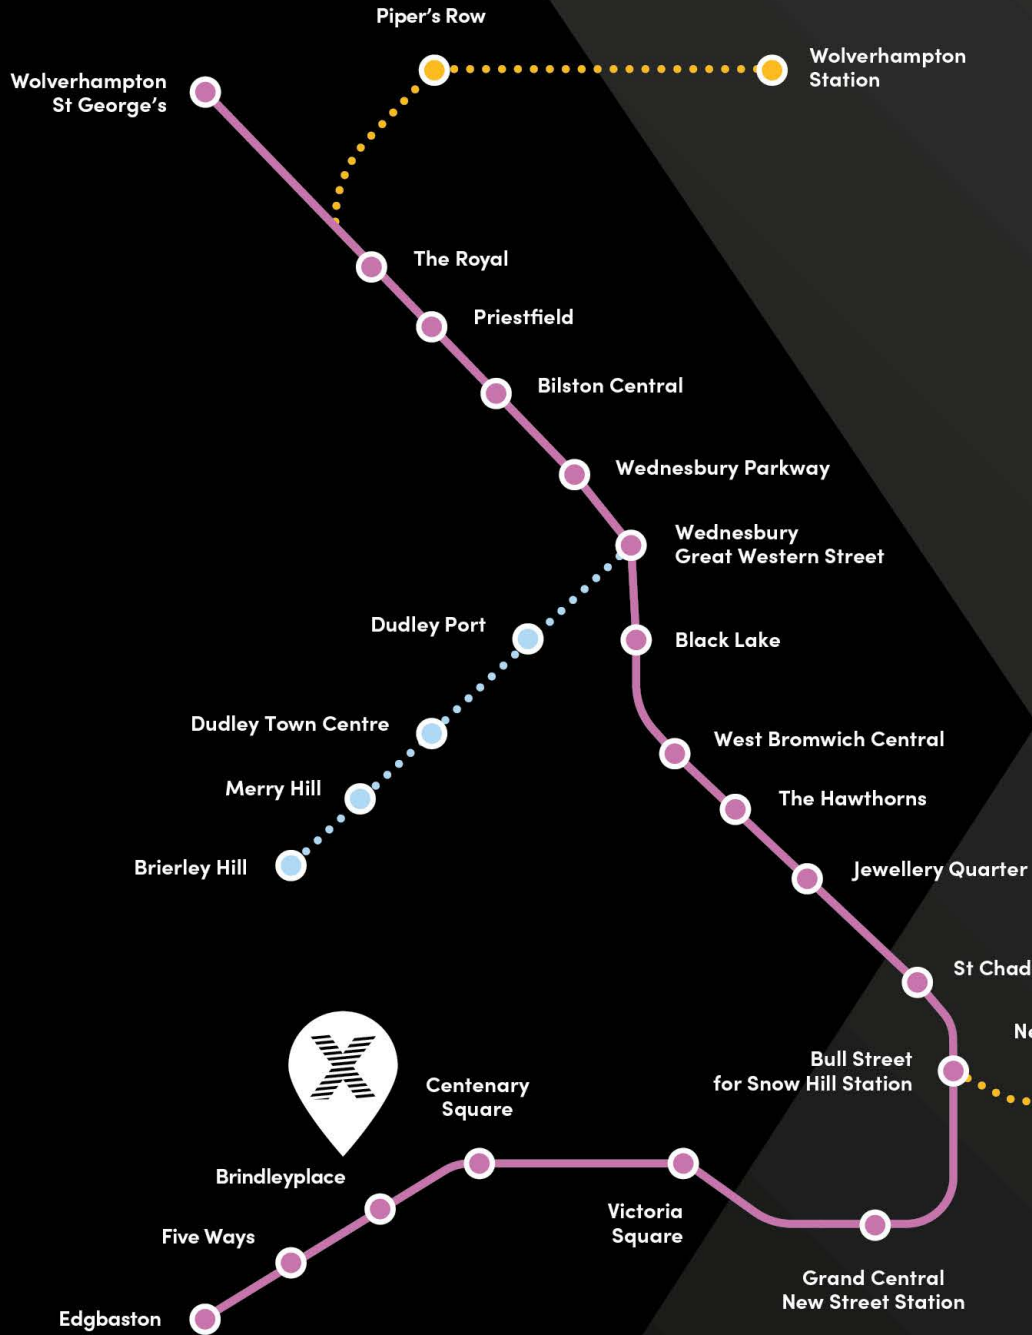 Piper's Row
Wolverhampton
Station
Wolverhampton
St George's
The Royal
Priestfield
Bilston Central
Wednesbury Parkway
Wednesbury
Great Western Street
Dudley Port
Black Lake
Dudley Town Centre
West Bromwich Central
Merry Hill
The Hawthorns
Brierley Hill
Jewellery Quarter
St Chad
Ne
Bull Street
for Snow Hill Station
X
Centenary
Square
Brindleyplace
Victoria
Square
Five Ways
Grand Central
New Street Station
Edgbaston